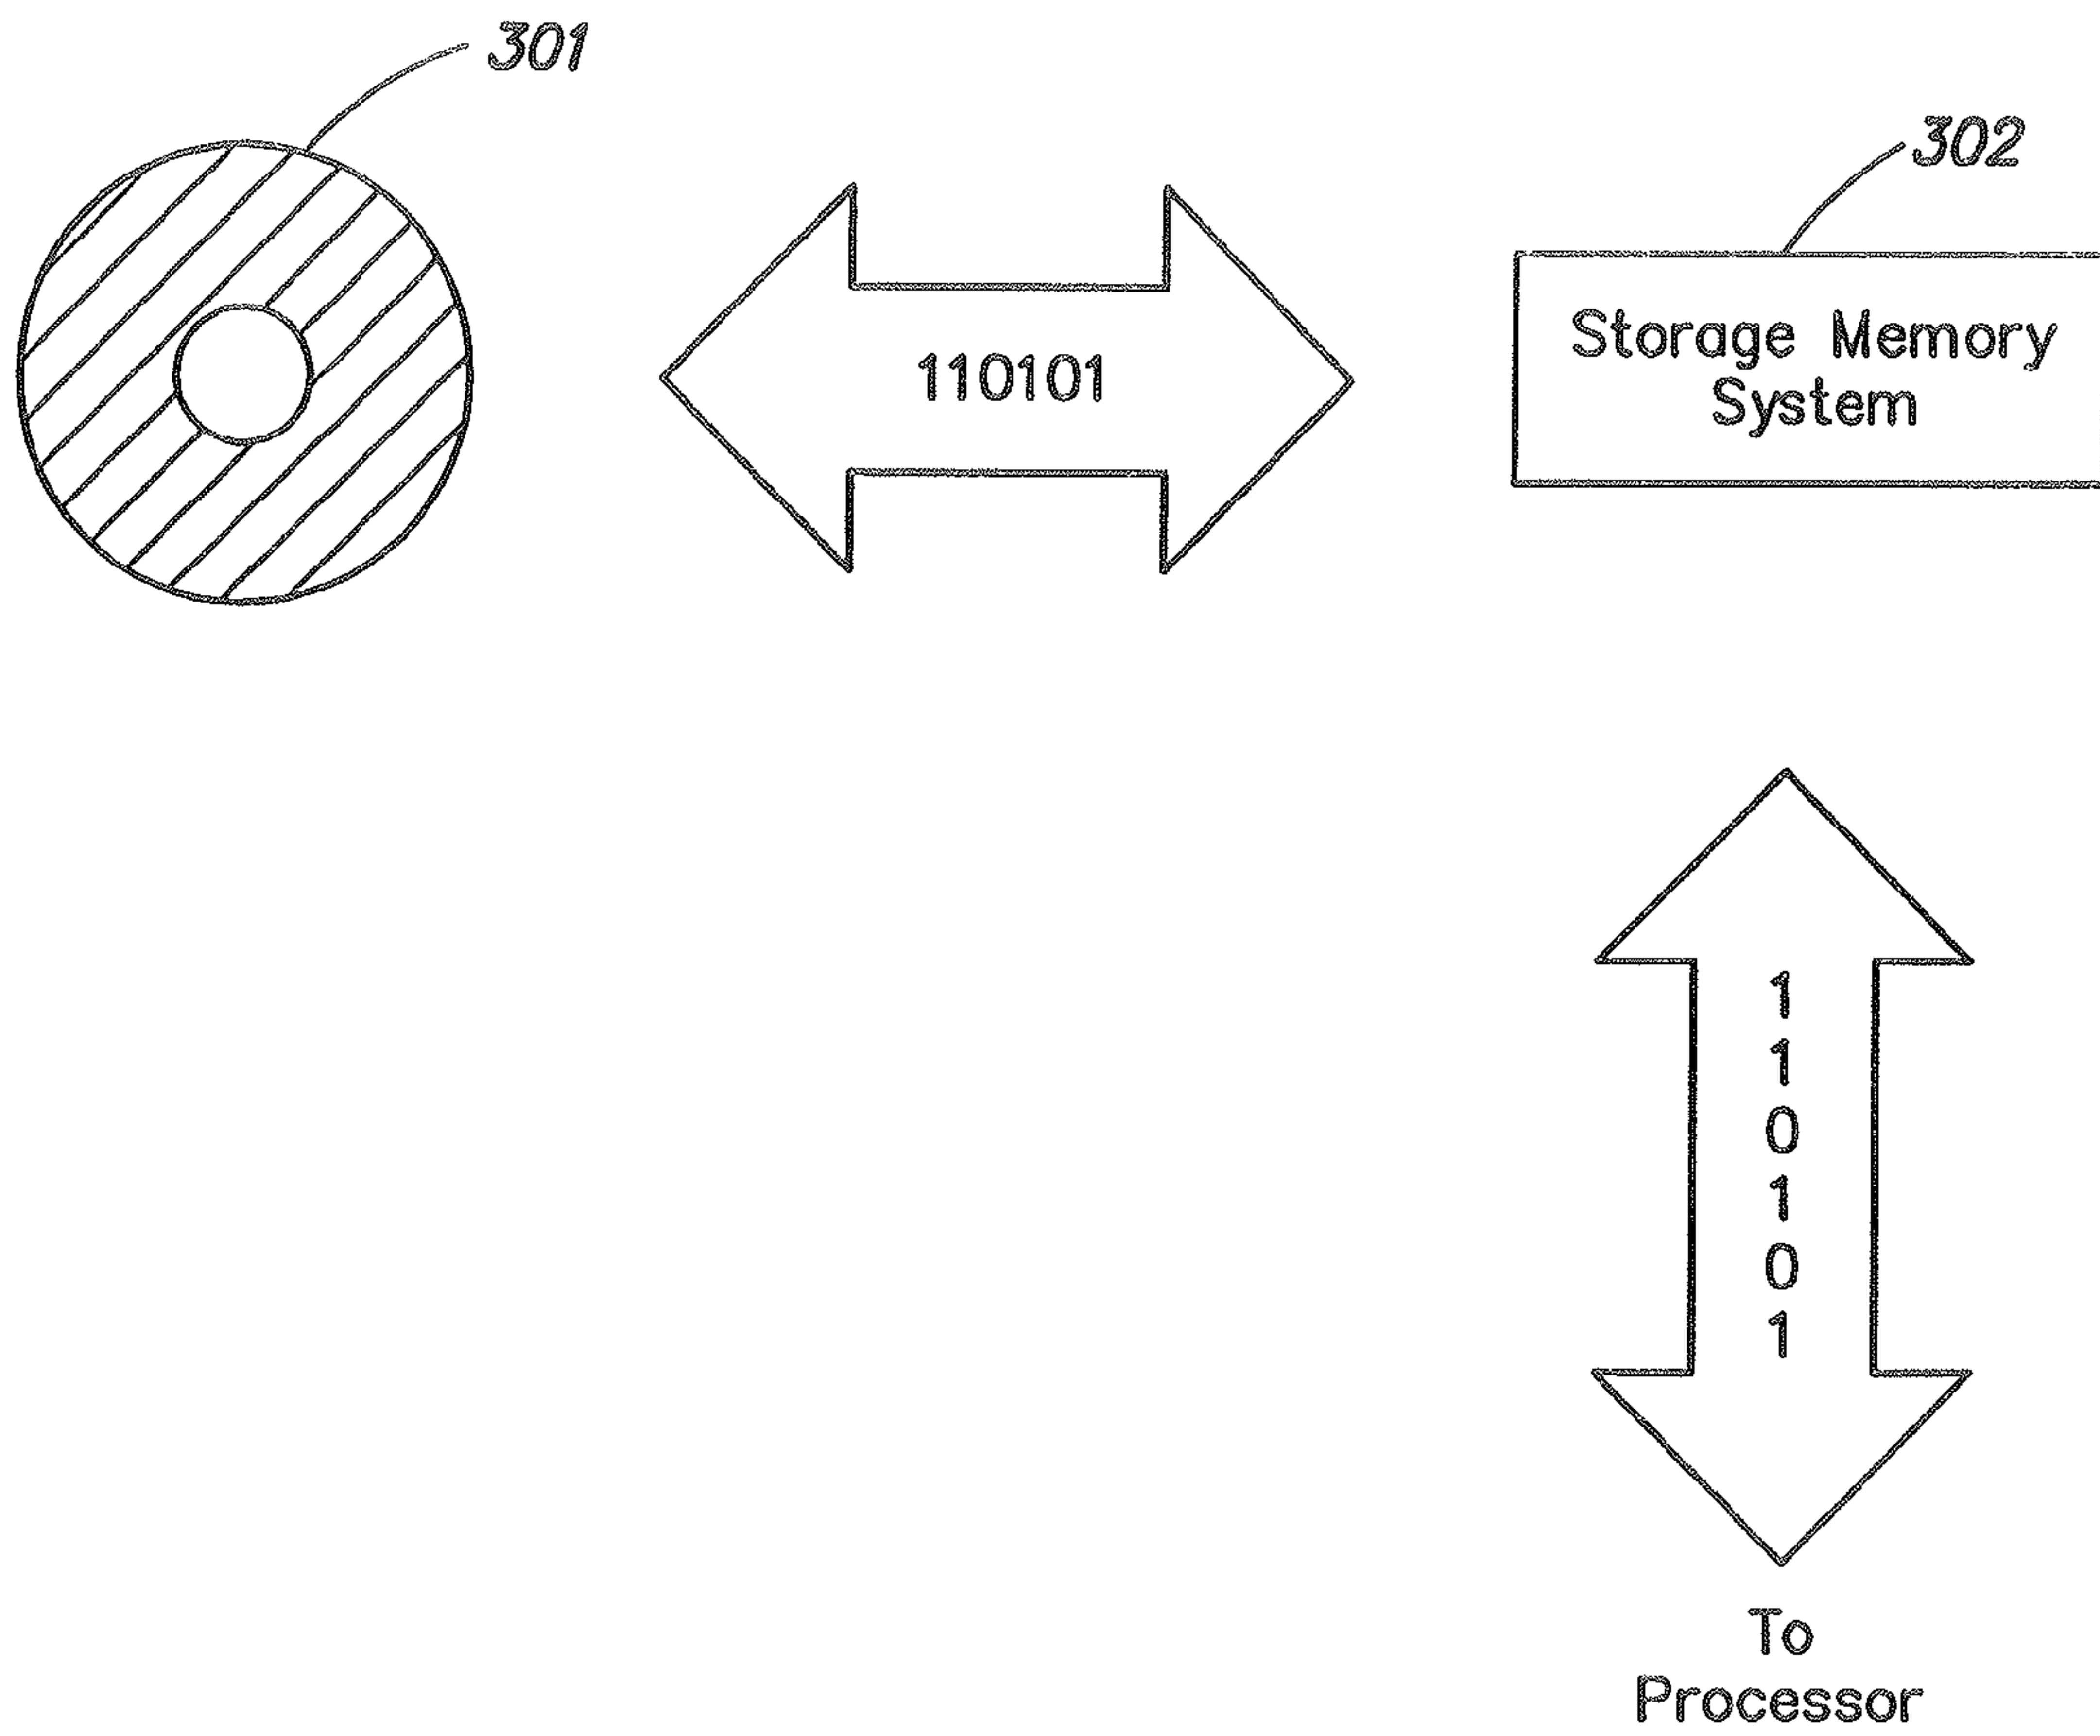 301
302
110101
Storage Memory
System
1
1
0
1
0
1
To
Processor